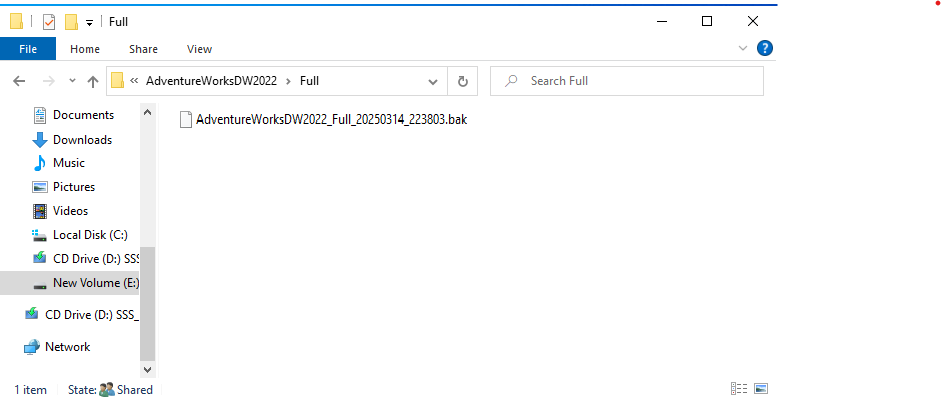 Full
File Home Share View
« AdventureWorksDW2022 > Full
Search Full
Documents
AdventureWorksDW2022_Full_20250314_223803.bak
Downloads
Music
Pictures
Videos
Local Disk (C:)
CD Drive (D:) SSS
New Volume (E:)
CD Drive (D:) SSS_
Network
1 item State: Shared